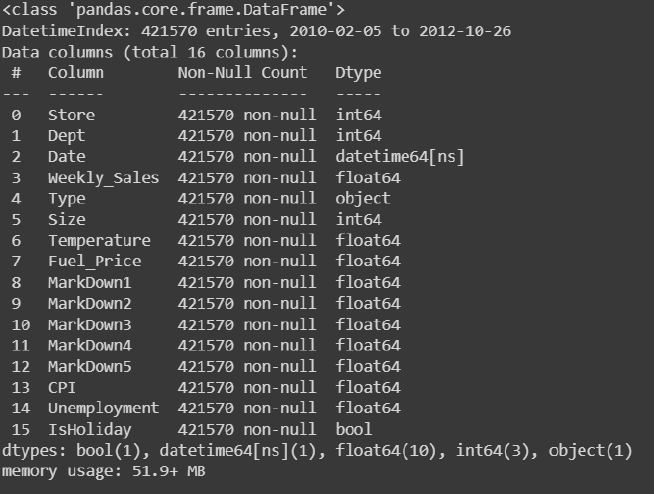 <class 'pandas.core.frame.DataFrame'>
DatetimeIndex: 421570 entries, 2010-02-05 to 2012-10-26
Data columns (total 16 columns):
 #   Column        Non-Null Count   Dtype
---  ------        --------------   -----
 0   Store         421570 non-null  int64
 1   Dept          421570 non-null  int64
 2   Date          421570 non-null  datetime64[ns]
 3   Weekly_Sales  421570 non-null  float64
 4   Type          421570 non-null  object
 5   Size          421570 non-null  int64
 6   Temperature   421570 non-null  float64
 7   Fuel_Price    421570 non-null  float64
 8   MarkDown1     421570 non-null  float64
 9   MarkDown2     421570 non-null  float64
 10  MarkDown3     421570 non-null  float64
 11  MarkDown4     421570 non-null  float64
 12  MarkDown5     421570 non-null  float64
 13  CPI           421570 non-null  float64
 14  Unemployment  421570 non-null  float64
 15  IsHoliday     421570 non-null  bool
dtypes: bool(1), datetime64[ns](1), float64(10), int64(3), object(1)
memory usage: 51.9+ MB